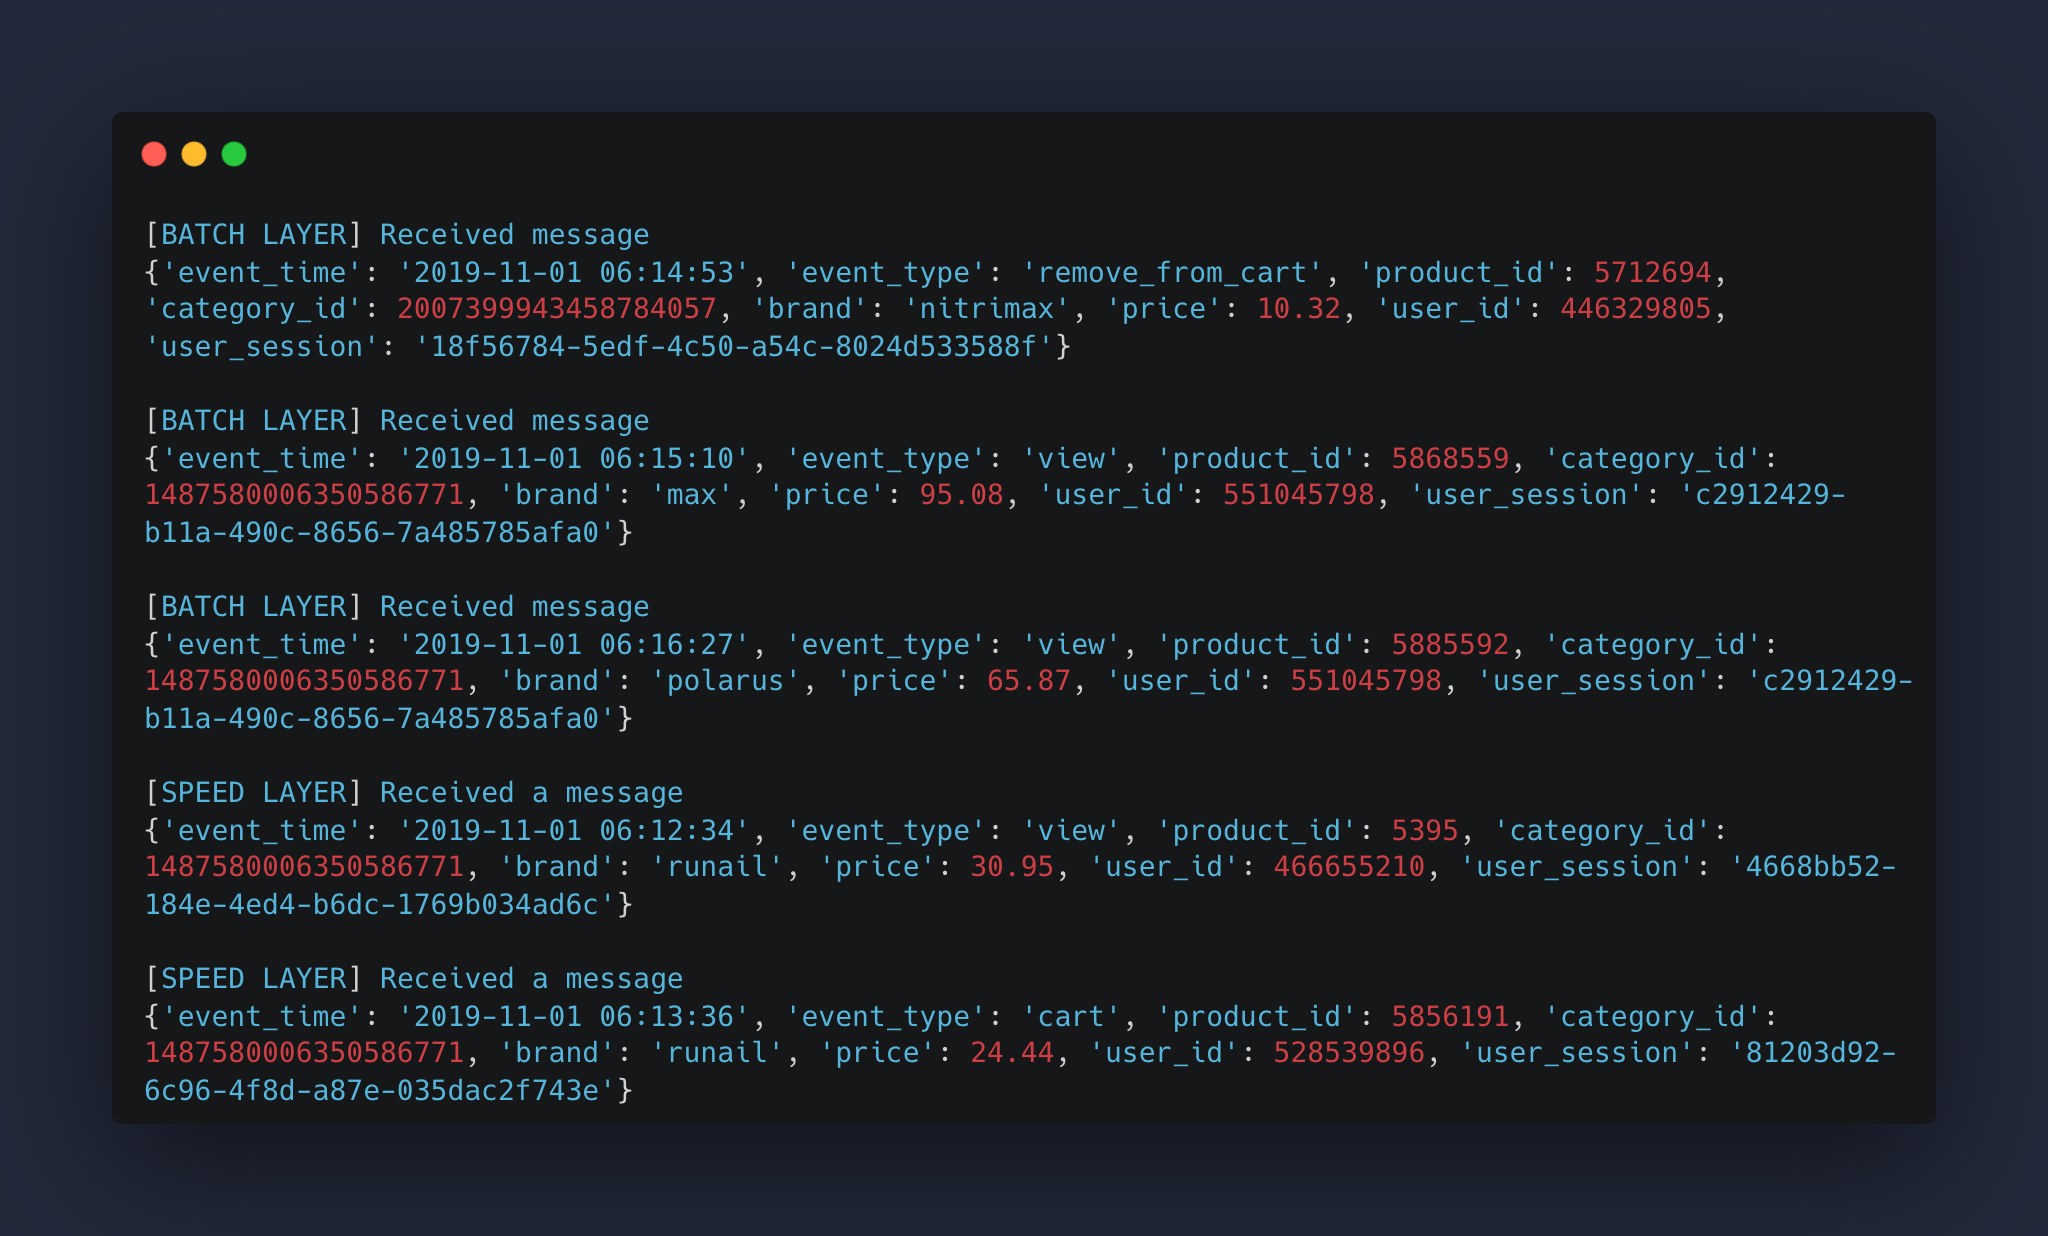 [BATCH LAYER] Received message
{'event_time': '2019-11-01 06:14:53', 'event_type': 'remove_from_cart', 'product_id': 5712694,
'category_id': 2007399943458784057, 'brand': 'nitrimax', 'price': 10.32, 'user_id': 446329805,
'user_session': '18f56784-5edf-4c50-a54c-8024d533588f'}
[BATCH LAYER] Received message
{'event_time': '2019-11-01 06:15:10', 'event_type': 'view', 'product_id': 5868559, 'category_id':
1487580006350586771, 'brand': 'max', 'price': 95.08, 'user_id': 551045798, 'user_session': 'c2912429-
b11a-490c-8656-7a485785afa0'}
[BATCH LAYER] Received message
{'event_time': '2019-11-01 06:16:27', 'event_type': 'view', 'product_id': 5885592, 'category_id':
1487580006350586771, 'brand': 'polarus', 'price': 65.87, 'user_id': 551045798, 'user_session': 'c2912429-
b11a-490c-8656-7a485785afa0'}
[SPEED LAYER] Received a message
{'event_time': '2019-11-01 06:12:34', 'event_type': 'view', 'product_id': 5395, 'category_id':
1487580006350586771, 'brand': 'runail', 'price': 30.95, 'user_id': 466655210, 'user_session': '4668bb52-
184e-4ed4-b6dc-1769b034ad6c'}
[SPEED LAYER] Received a message
{'event_time': '2019-11-01 06:13:36', 'event_type': 'cart', 'product_id': 5856191, 'category_id':
1487580006350586771, 'brand': 'runail', 'price': 24.44, 'user_id': 528539896, 'user_session': '81203d92-
6c96-4f8d-a87e-035dac2f743e'}